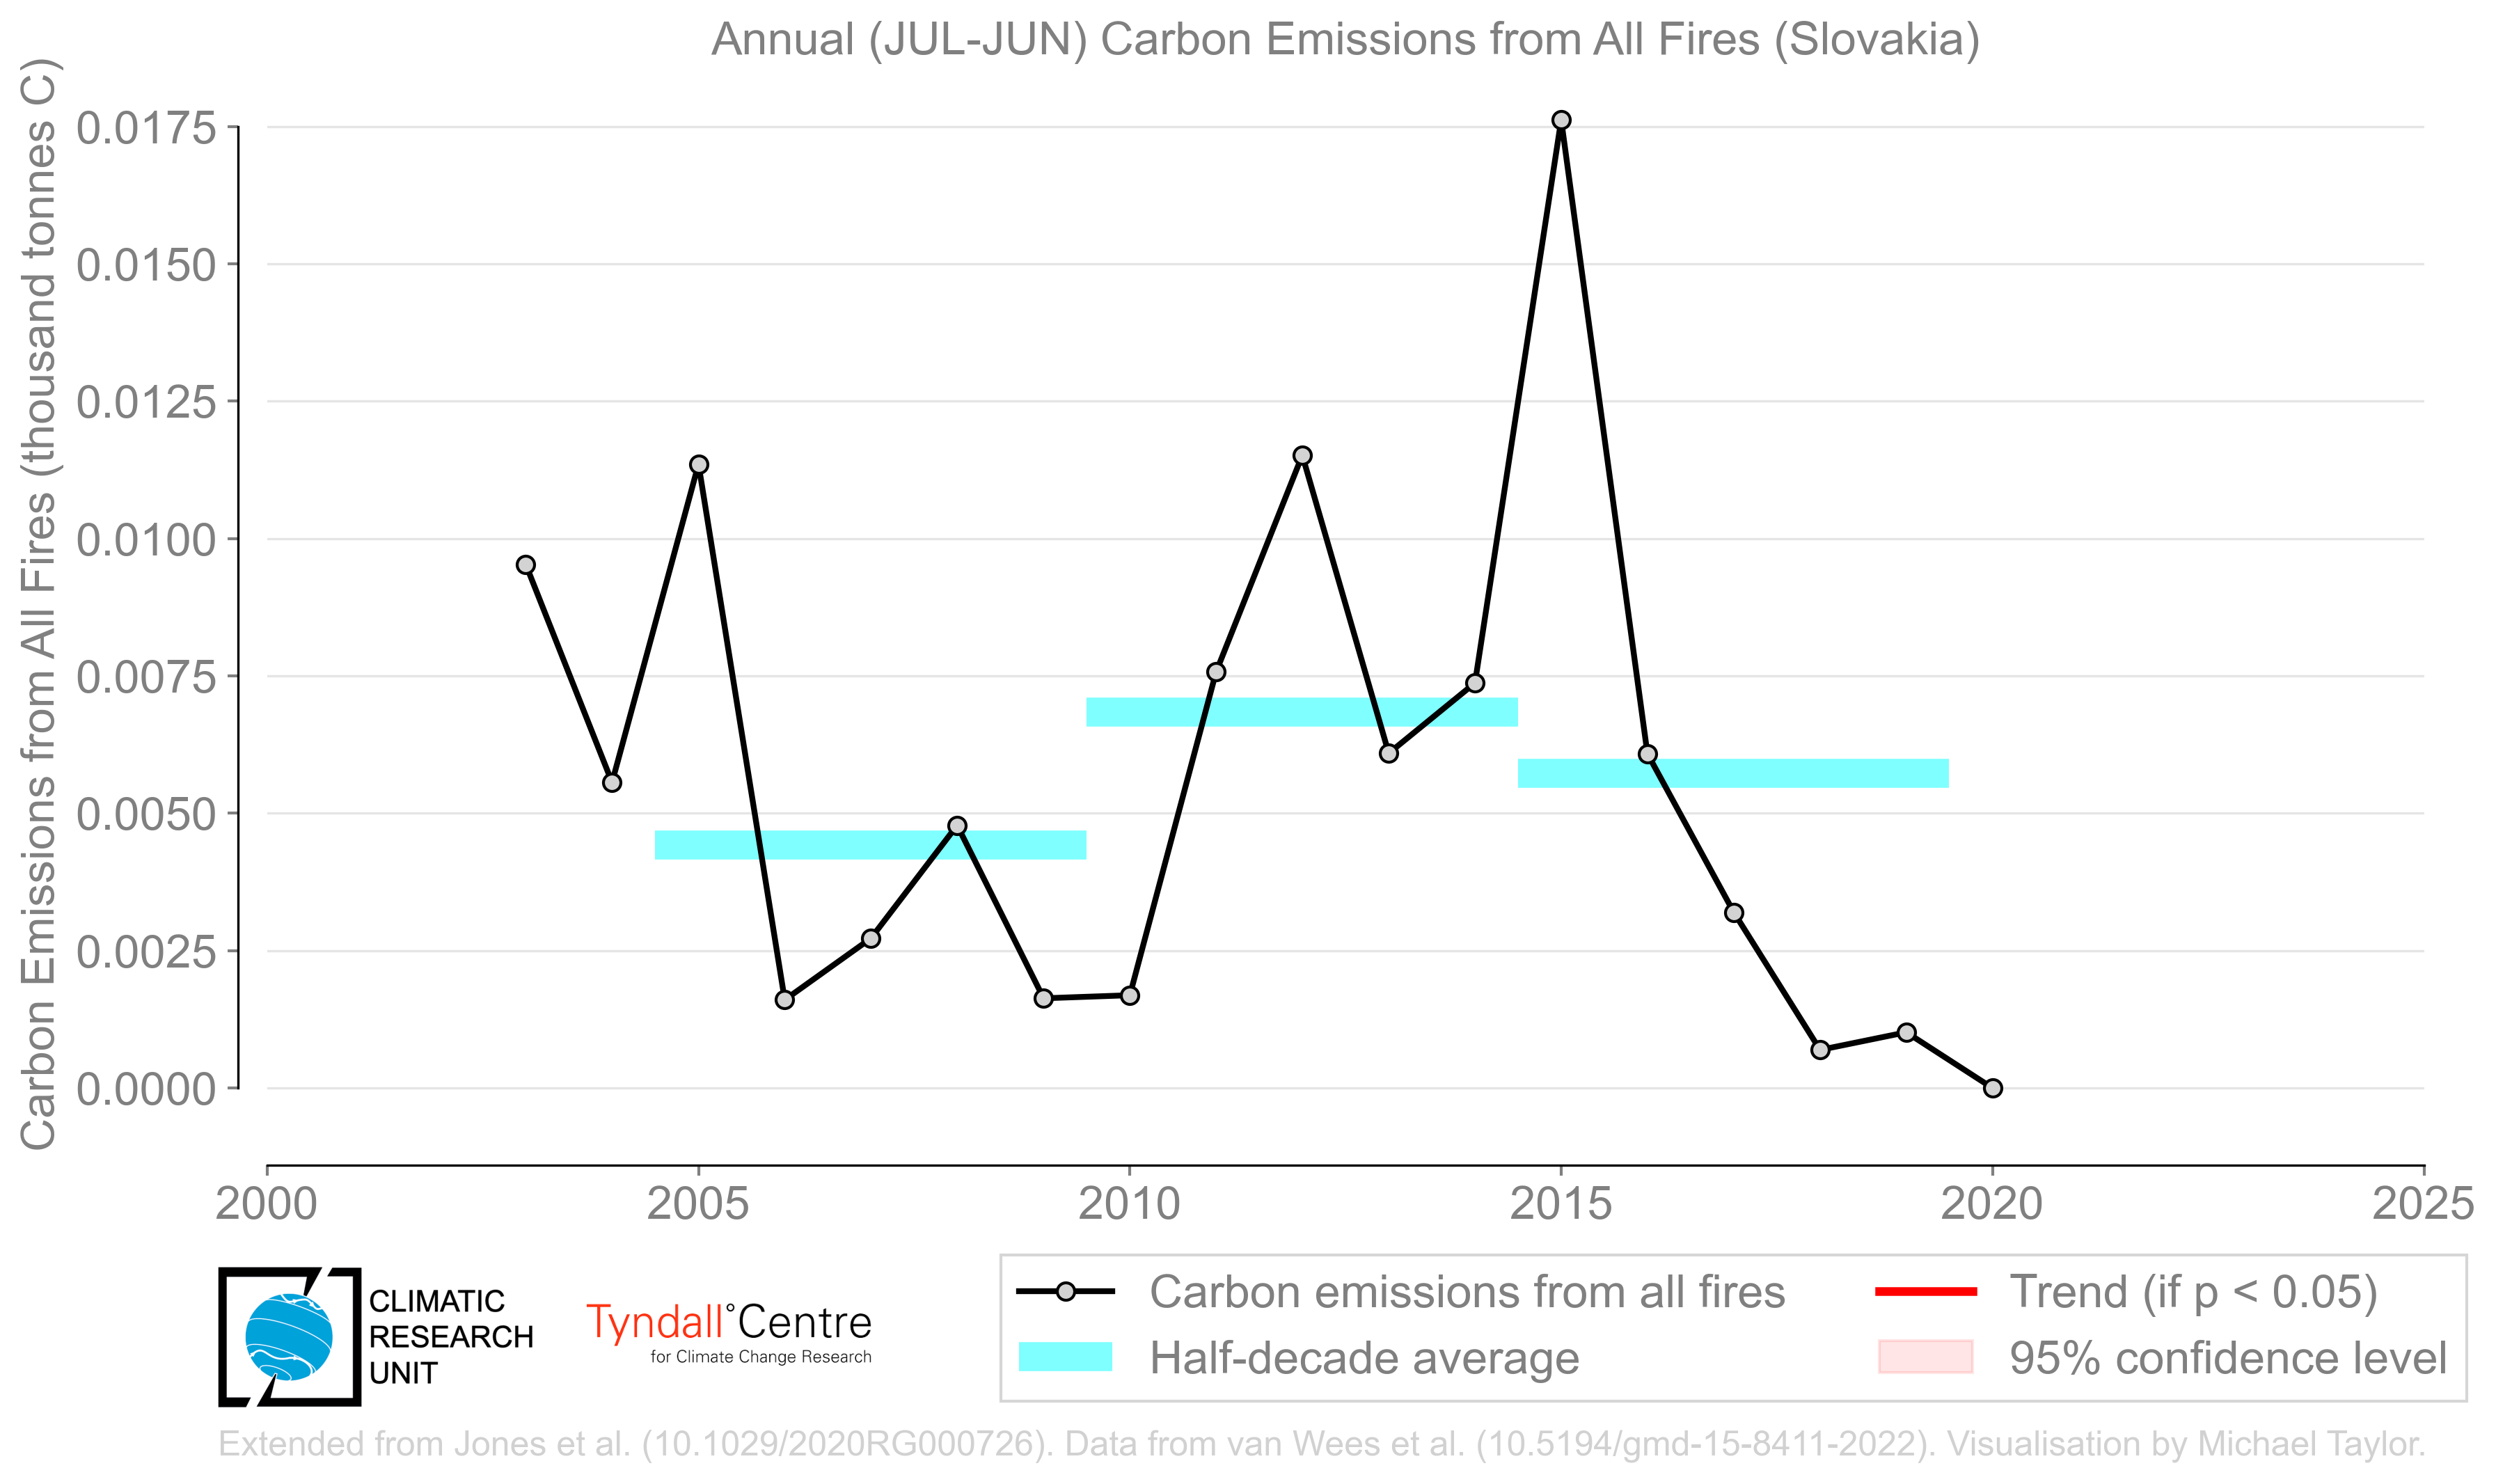 Annual (JUL-JUN) Carbon Emissions from All Fires (Slovakia)
Carbon Emissions from All Fires (thousand tonnes C)
0.0175
0.0150
0.0125
0.0100
0.0075
0.0050
0.0025
0.0000
2000 2005 2010 2015 2020 2025
CLIMATIC
RESEARCH
UNIT
Tyndall°Centre
for Climate Change Research
Carbon emissions from all fires
Half-decade average
Trend (if p < 0.05)
95% confidence level
Extended from Jones et al. (10.1029/2020RG000726). Data from van Wees et al. (10.5194/gmd-15-8411-2022). Visualisation by Michael Taylor.